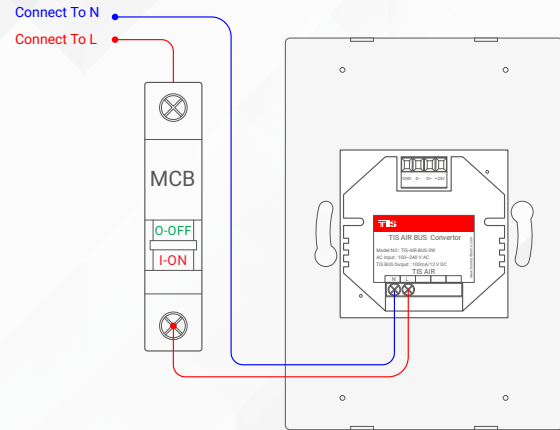 Connect To N
Connect To L
MCB
O-OFF
I-ON
GND D- D+ +12V
TIS
TIS AIR BUS Convertor
Model NO : TIS-AIR-BUS-3W
AC Input : 100~240 V AC
TIS BUS Output : 100mA/12 V DC
TIS AIR
N L